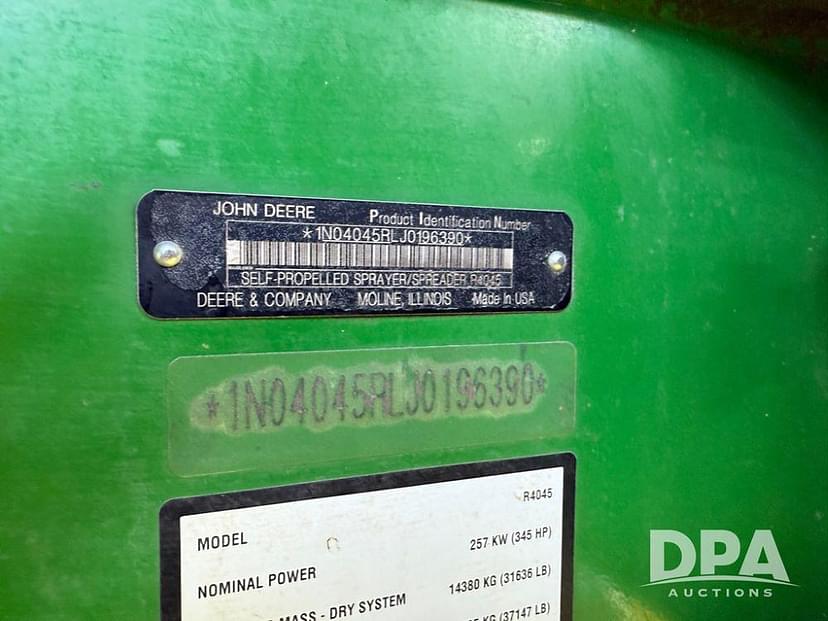 JOHN DEERE Product Identification Number
*1N04045RLJ0196390*
SELF-PROPELLED SPRAYER/SPREADER R4045
DEERE & COMPANY MOLINE, ILLINOIS Made In USA
*1N04045RLJ0196390*
MODEL R4045
NOMINAL POWER 257 KW (345 HP)
MASS - DRY SYSTEM 14380 KG (31636 LB)
KG (37147 LB)
DPA
AUCTIONS